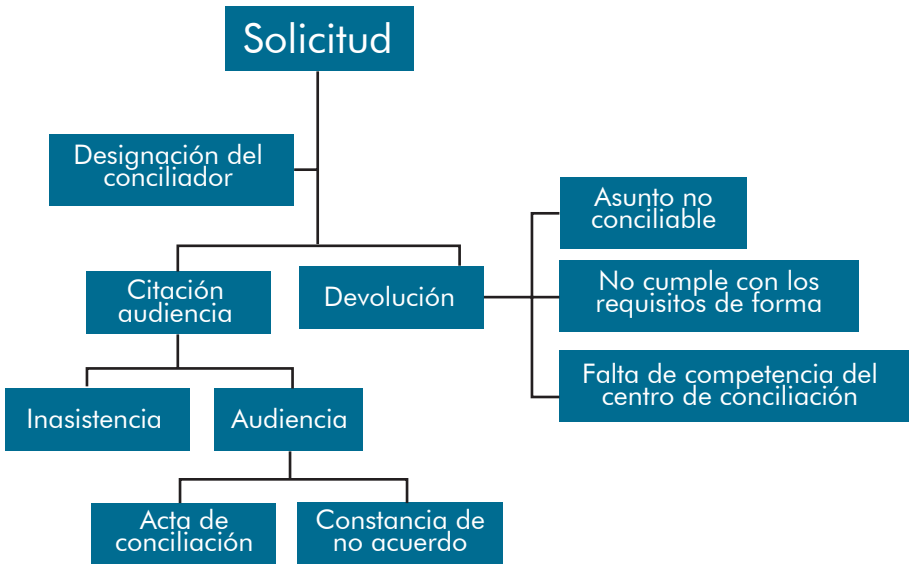 Solicitud
Designación del
conciliador
Asunto no
conciliable
Citación
audiencia
Devolución
No cumple con los
requisitos de forma
Falta de competencia del
centro de conciliación
Inasistencia
Audiencia
Acta de
conciliación
Constancia de
no acuerdo